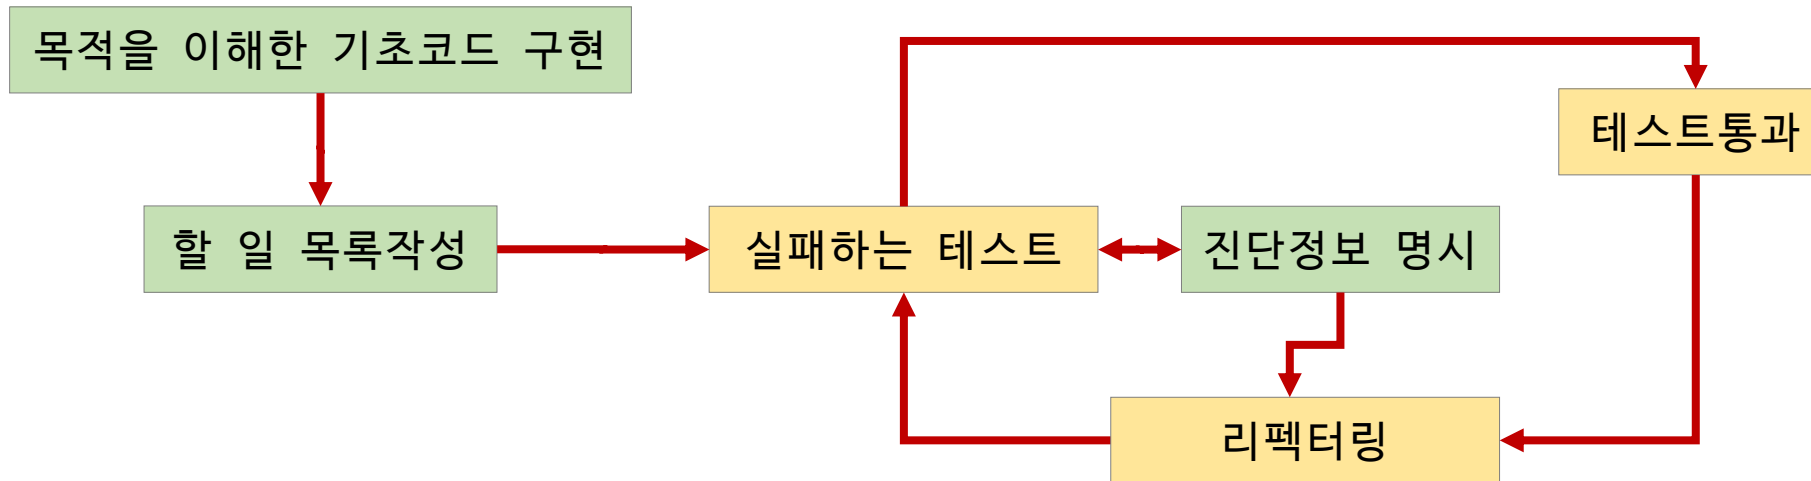 목적을 이해한 기초코드 구현
테스트통과
할 일 목록작성
실패하는 테스트
진단정보 명시
리펙터링